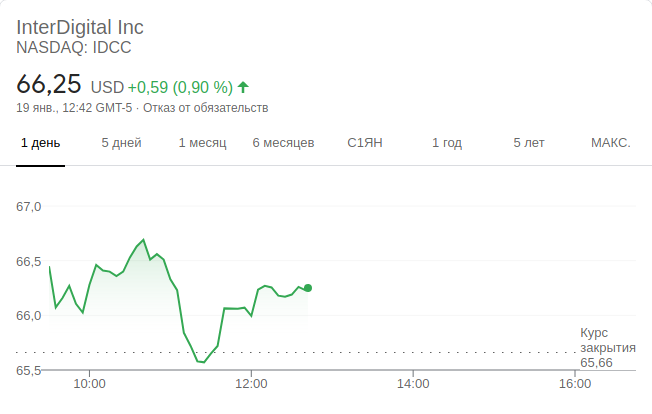 InterDigital Inc
NASDAQ: IDCC
66,25 USD +0,59 (0,90 %)
19 янв., 12:42 GMT-5 · Отказ от обязательств
1 день 5 дней 1 месяц 6 месяцев С1ЯН 1 год 5 лет МАКС.
67,0
66,5
66,0
Курс
закрытия
65,66
65,5
10:00 12:00 14:00 16:00